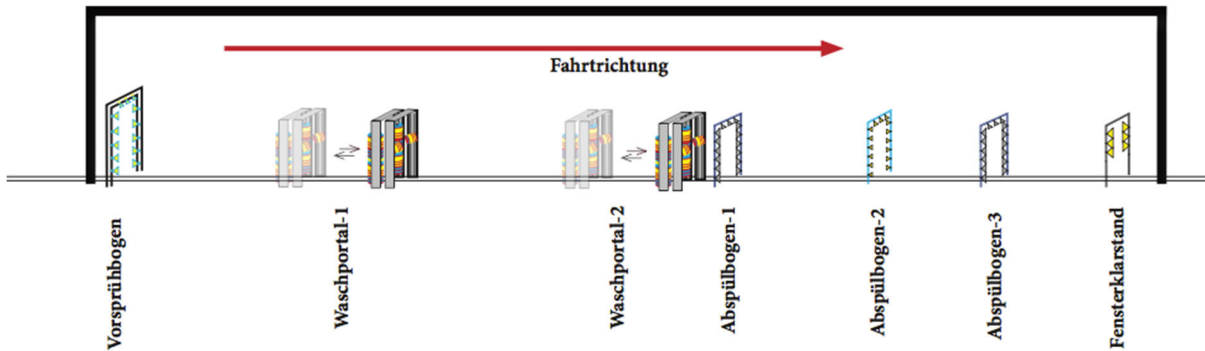 Fahrtrichtung
Vorsprühbogen
Waschportal-1
Waschportal-2
Abspülbogen-1
Abspülbogen-2
Abspülbogen-3
Fensterklarstand